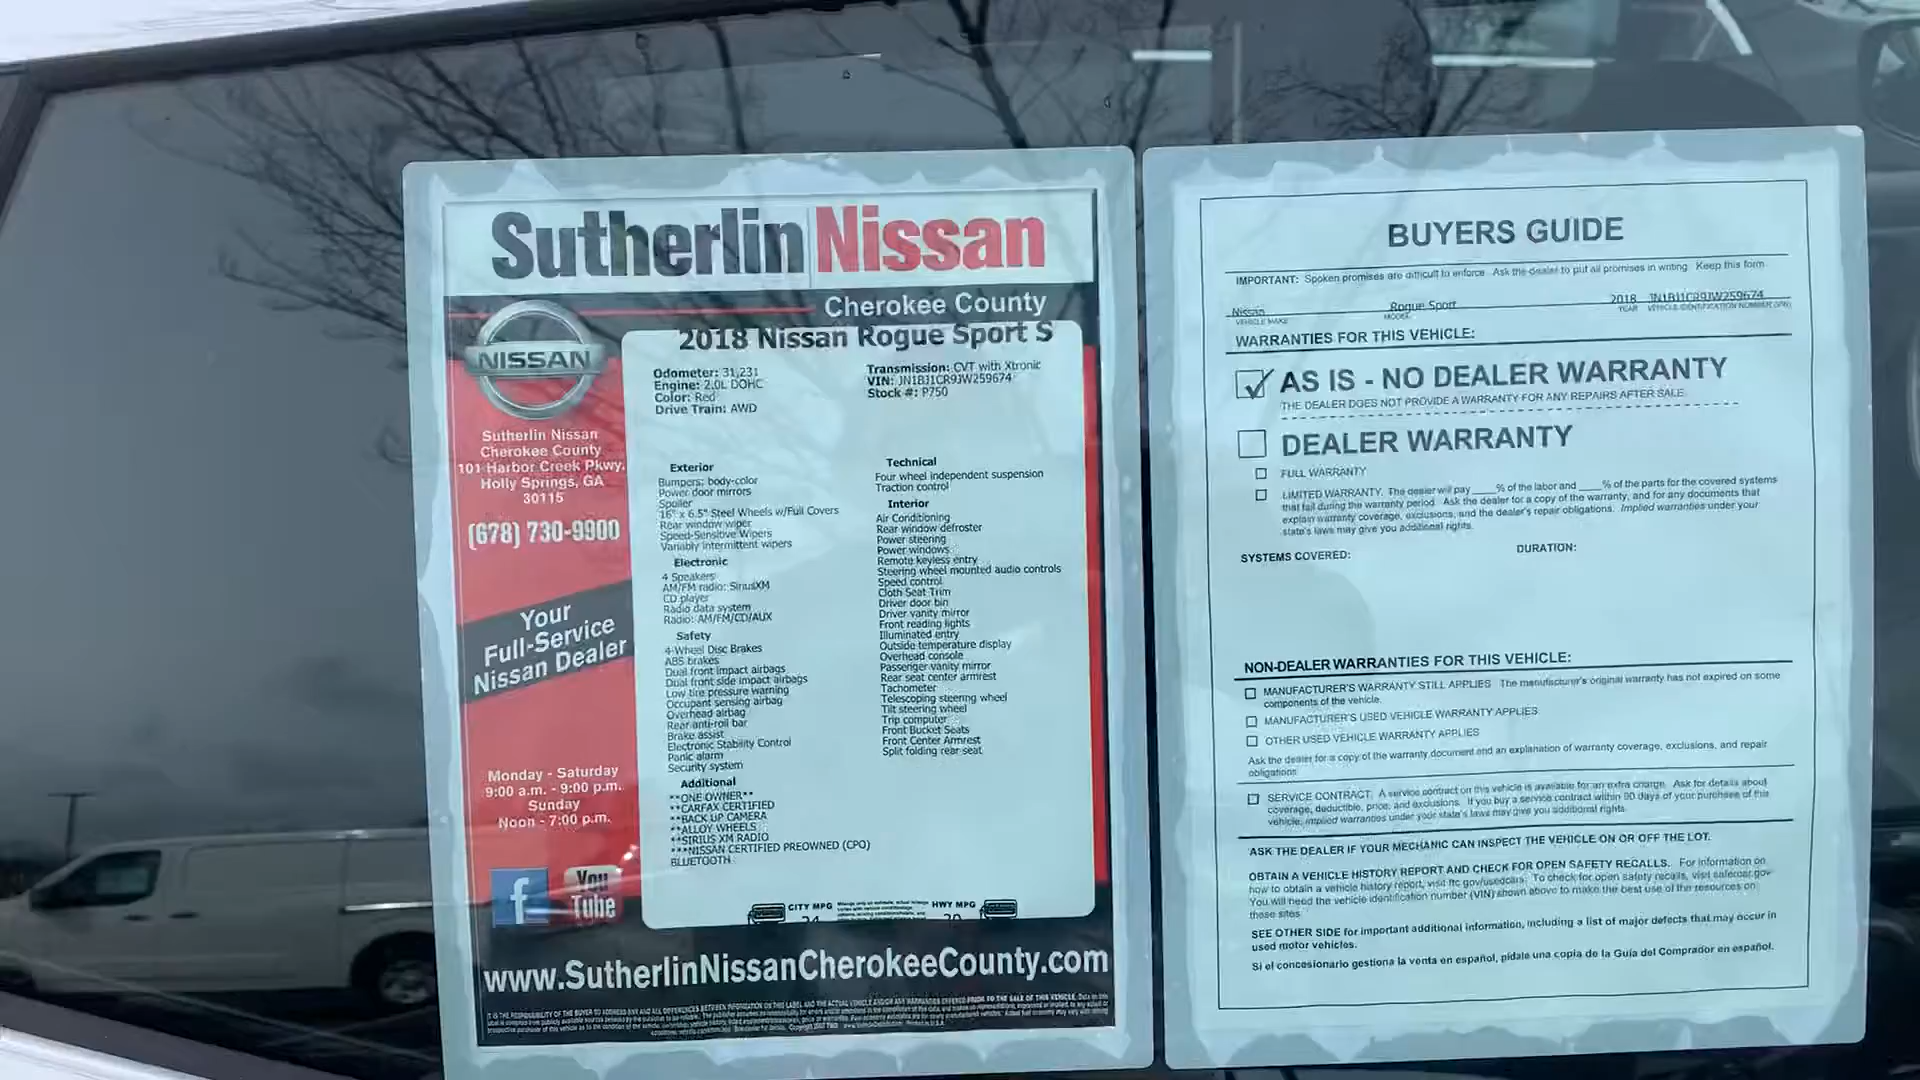 Sutherlin Nissan
Cherokee County
NISSAN
2018 Nissan Rogue Sport S
Odometer: 31,231
Engine: 2.0L DOHC
Color: Red
Drive Train: AWD
Transmission: CVT with Xtronic
VIN: JN1BJ1CR9JW259674
Stock #: P750
Sutherlin Nissan
Cherokee County
101 Harbor Creek Pkwy.
Holly Springs, GA
30115
(678) 730-9900
Your
Full-Service
Nissan Dealer
Monday - Saturday
9:00 a.m. - 9:00 p.m.
Sunday
Noon - 7:00 p.m.
f
You
Tube
Exterior
Bumpers: body-color
Power door mirrors
Spoiler
16" x 6.5" Steel Wheels w/Full Covers
Rear window wiper
Speed-Sensitive Wipers
Variably intermittent wipers
Electronic
4 Speakers
AM/FM radio: SiriusXM
CD player
Radio data system
Radio: AM/FM/CD/AUX
Safety
4-Wheel Disc Brakes
ABS brakes
Dual front impact airbags
Dual front side impact airbags
Low tire pressure warning
Occupant sensing airbag
Overhead airbag
Rear anti-roll bar
Brake assist
Electronic Stability Control
Panic alarm
Security system
Additional
**ONE OWNER**
**CARFAX CERTIFIED
**BACK UP CAMERA
**ALLOY WHEELS
**SIRIUS XM RADIO
***NISSAN CERTIFIED PREOWNED (CPO)
BLUETOOTH
Technical
Four wheel independent suspension
Traction control
Interior
Air Conditioning
Rear window defroster
Power steering
Power windows
Remote keyless entry
Steering wheel mounted audio controls
Speed control
Cloth Seat Trim
Driver door bin
Driver vanity mirror
Front reading lights
Illuminated entry
Outside temperature display
Overhead console
Passenger vanity mirror
Rear seat center armrest
Tachometer
Telescoping steering wheel
Tilt steering wheel
Trip computer
Front Bucket Seats
Front Center Armrest
Split folding rear seat
CITY MPG
HWY MPG
www.SutherlinNissanCherokeeCounty.com
BUYERS GUIDE
IMPORTANT: Spoken promises are difficult to enforce. Ask the dealer to put all promises in writing. Keep this form.
Nissan Rogue Sport 2018 JN1BJ1CR9JW259674
VEHICLE MAKE MODEL YEAR VEHICLE IDENTIFICATION NUMBER (VIN)
WARRANTIES FOR THIS VEHICLE:
AS IS - NO DEALER WARRANTY
THE DEALER DOES NOT PROVIDE A WARRANTY FOR ANY REPAIRS AFTER SALE.
DEALER WARRANTY
FULL WARRANTY
LIMITED WARRANTY. The dealer will pay ____% of the labor and ____% of the parts for the covered systems
that fail during the warranty period. Ask the dealer for a copy of the warranty, and for any documents that
explain warranty coverage, exclusions, and the dealer's repair obligations. Implied warranties under your
state's laws may give you additional rights.
SYSTEMS COVERED: DURATION:
NON-DEALER WARRANTIES FOR THIS VEHICLE:
MANUFACTURER'S WARRANTY STILL APPLIES. The manufacturer's original warranty has not expired on some
components of the vehicle.
MANUFACTURER'S USED VEHICLE WARRANTY APPLIES
OTHER USED VEHICLE WARRANTY APPLIES
Ask the dealer for a copy of the warranty document and an explanation of warranty coverage, exclusions, and repair
obligations.
SERVICE CONTRACT. A service contract on this vehicle is available for an extra charge. Ask for details about
coverage, deductible, price, and exclusions. If you buy a service contract within 90 days of your purchase of this
vehicle, implied warranties under your state's laws may give you additional rights.
ASK THE DEALER IF YOUR MECHANIC CAN INSPECT THE VEHICLE ON OR OFF THE LOT.
OBTAIN A VEHICLE HISTORY REPORT AND CHECK FOR OPEN SAFETY RECALLS. For information on
how to obtain a vehicle history report, visit ftc.gov/usedcars. To check for open safety recalls, visit safercar.gov.
You will need the vehicle identification number (VIN) shown above to make the best use of the resources on
these sites.
SEE OTHER SIDE for important additional information, including a list of major defects that may occur in
used motor vehicles.
Si el concesionario gestiona la venta en español, pídale una copia de la Guía del Comprador en español.